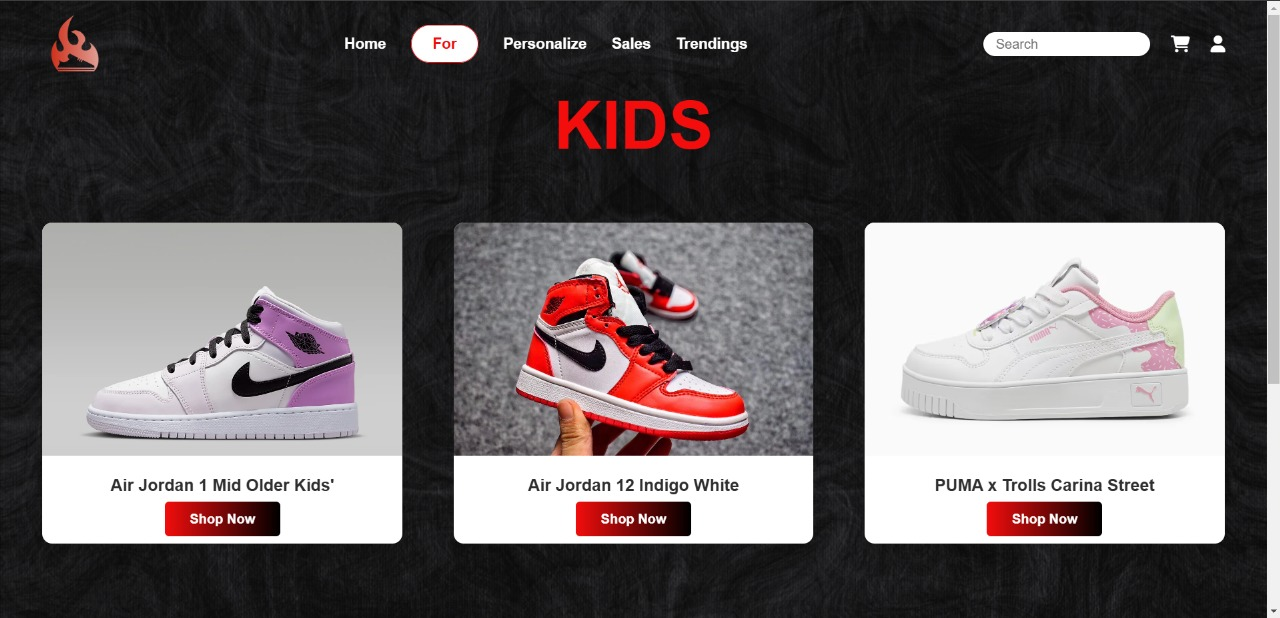 Home For Personalize Sales Trendings Search
KIDS
PUMA
Air Jordan 1 Mid Older Kids'
Shop Now
Air Jordan 12 Indigo White
Shop Now
PUMA x Trolls Carina Street
Shop Now